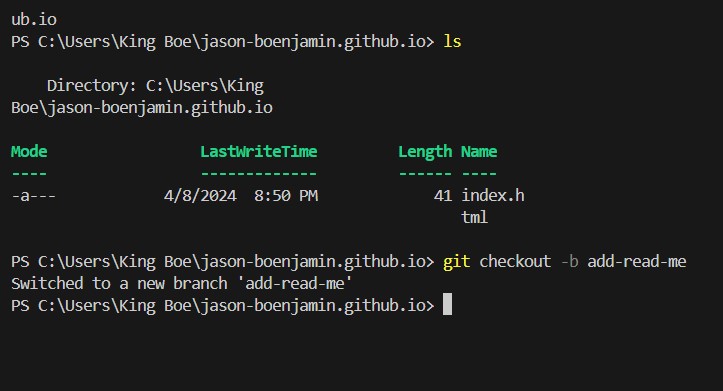 ub.io
PS C:\Users\King Boe\jason-boenjamin.github.io> ls
Directory: C:\Users\King
Boe\jason-boenjamin.github.io
Mode LastWriteTime Length Name
---- ------------- ------ ----
-a--- 4/8/2024 8:50 PM 41 index.h
tml
PS C:\Users\King Boe\jason-boenjamin.github.io> git checkout -b add-read-me
Switched to a new branch 'add-read-me'
PS C:\Users\King Boe\jason-boenjamin.github.io>